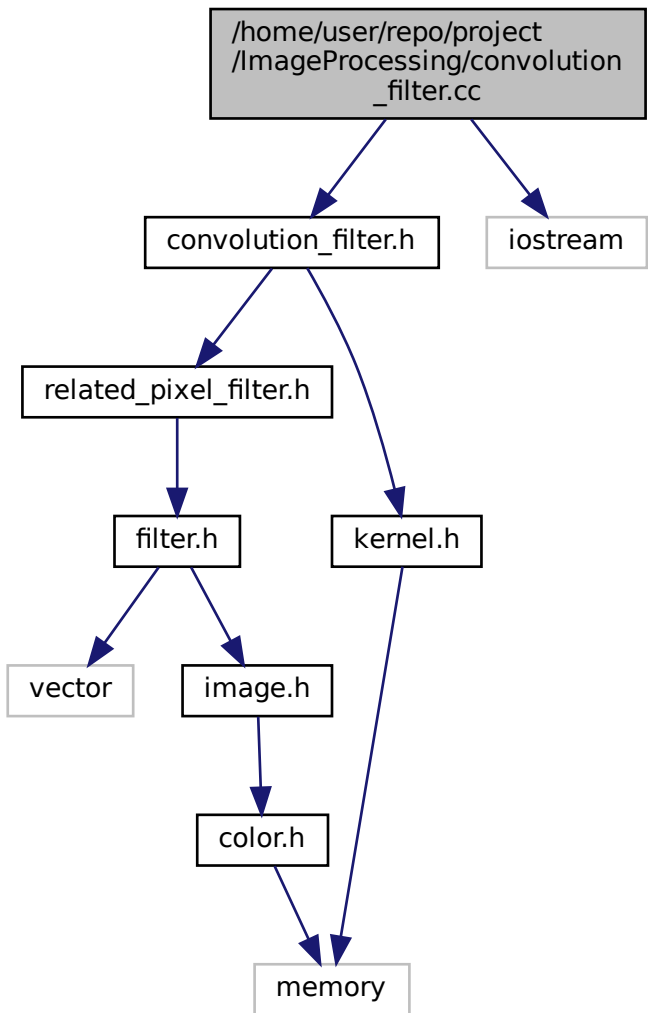 /home/user/repo/project
/ImageProcessing/convolution
_filter.cc
convolution_filter.h
iostream
related_pixel_filter.h
filter.h
kernel.h
vector
image.h
color.h
memory